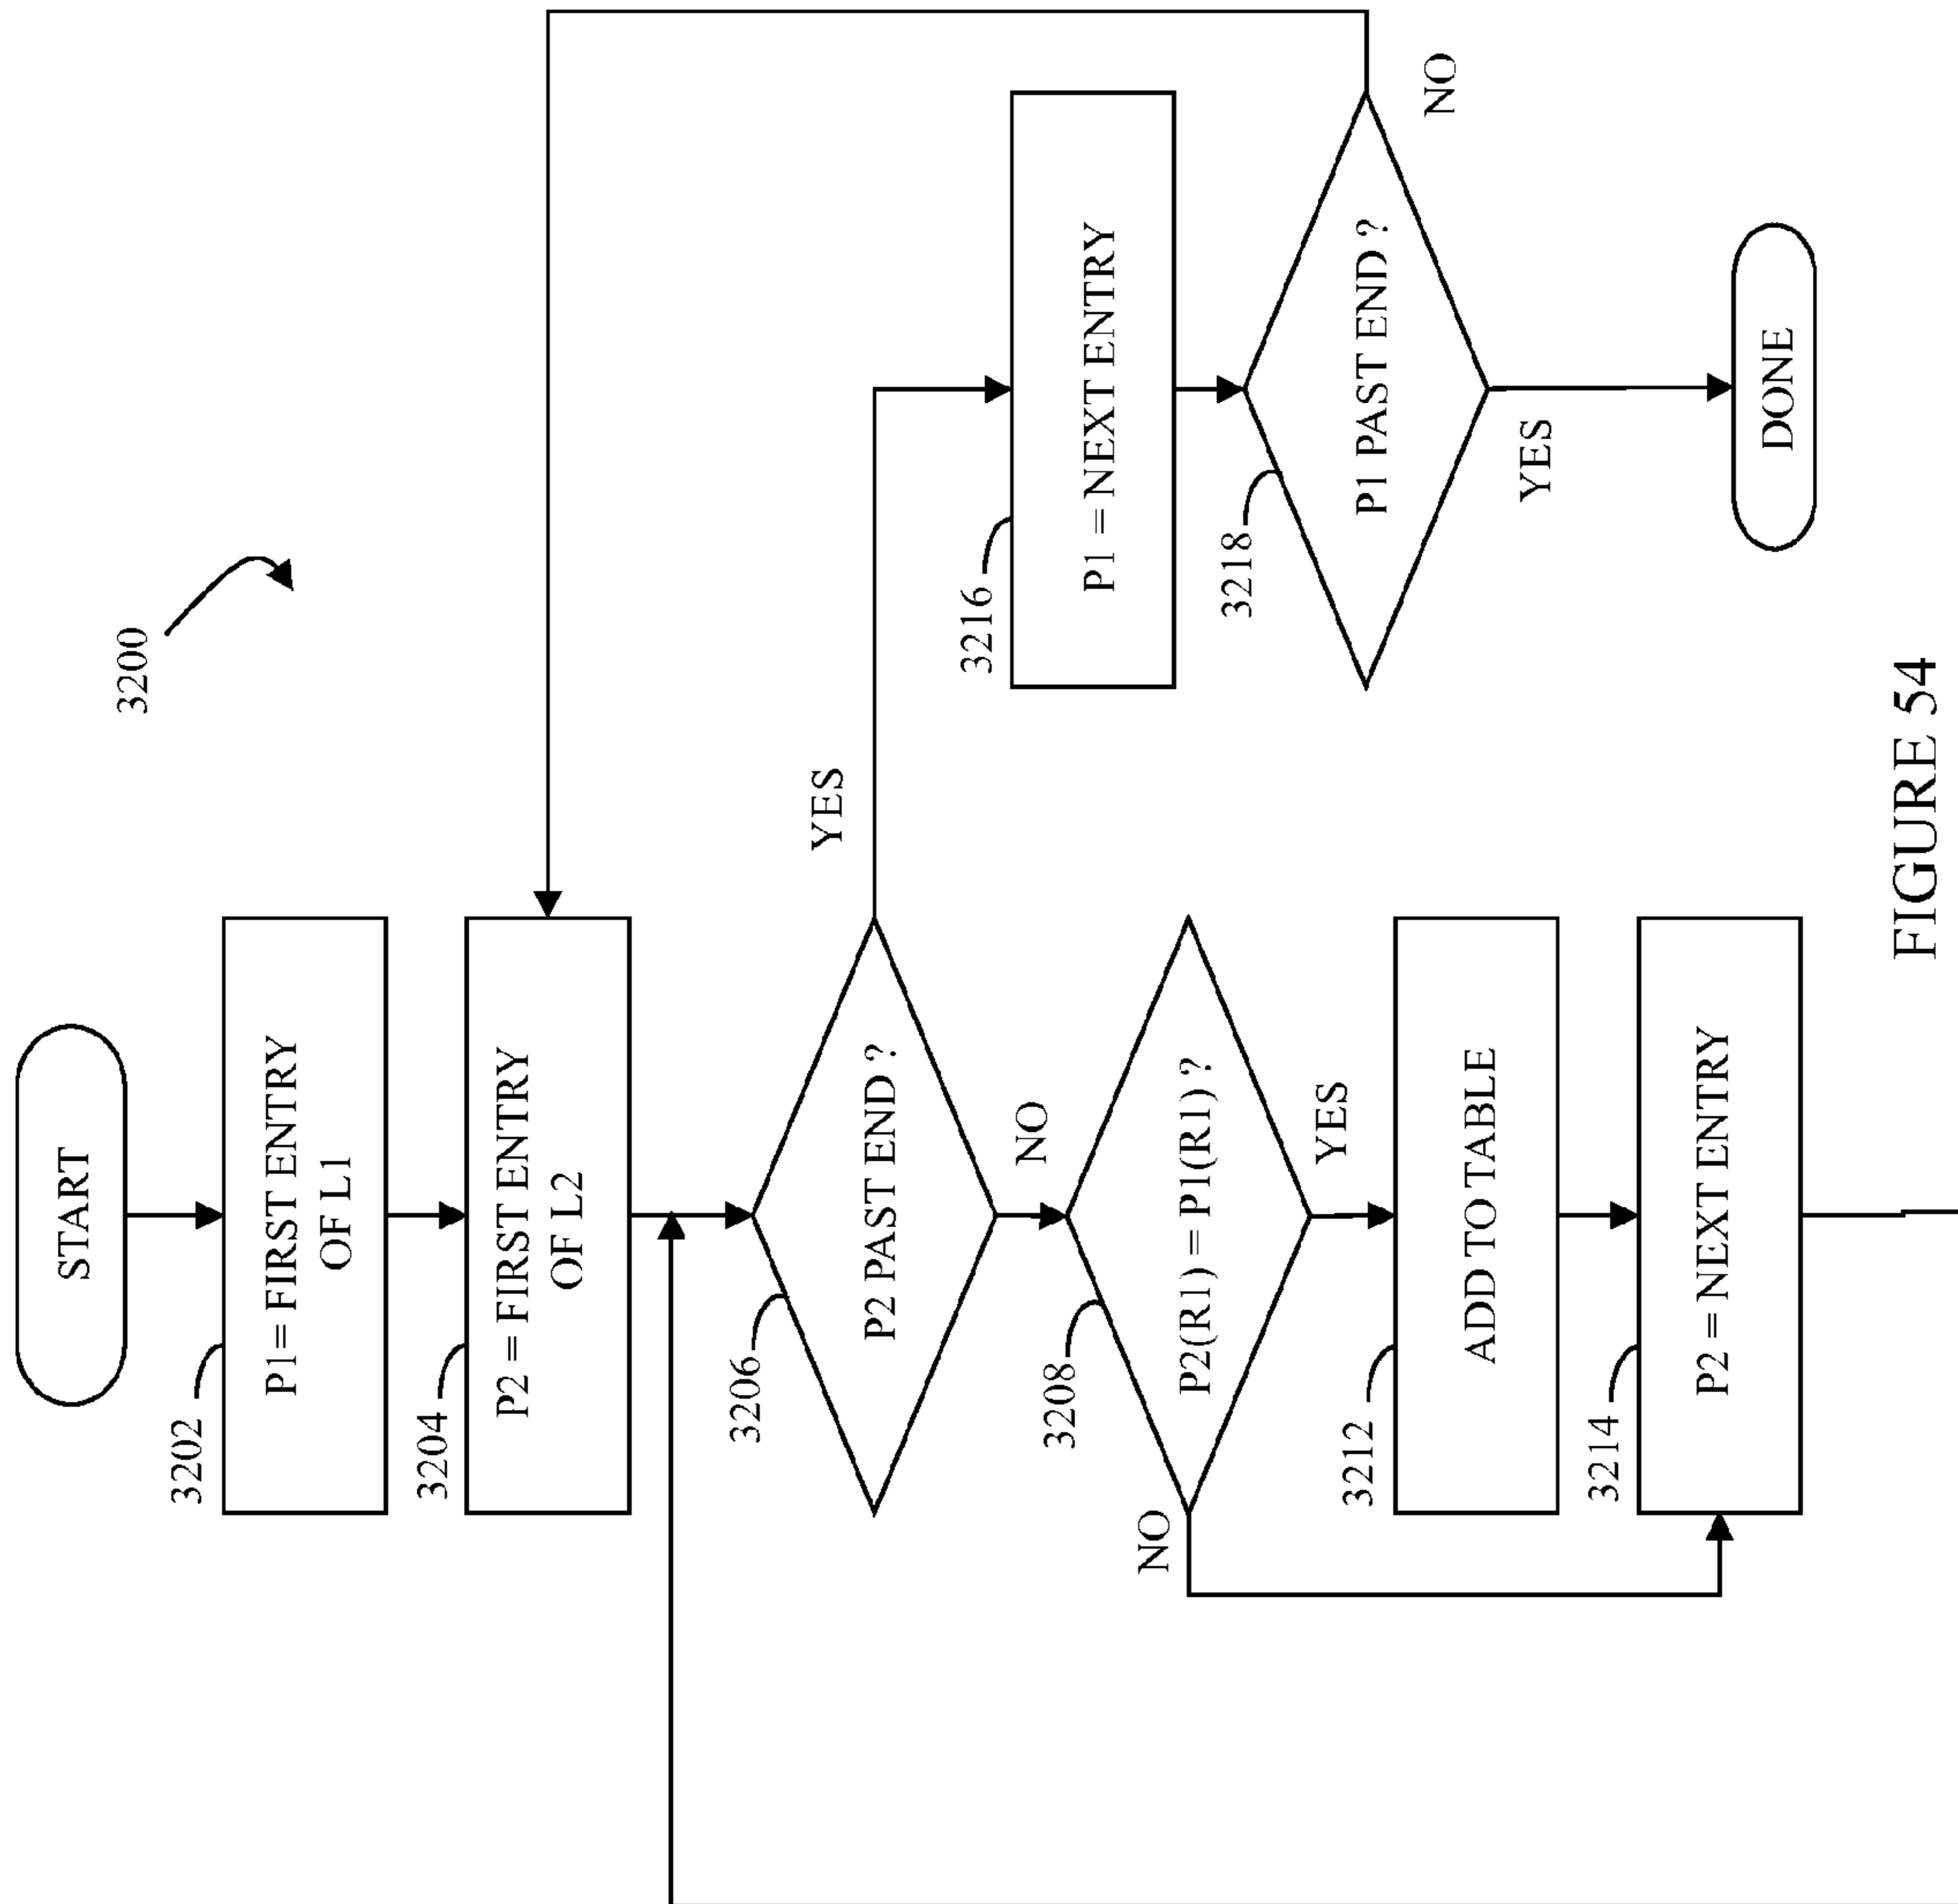 3200
START
3202
P1= FIRST ENTRY
OF L1
3204
P2 = FIRST ENTRY
OF L2
3206
P2 PAST END?
YES
NO
3208
P2(R1) = P1(R1)?
NO
YES
3212
ADD TO TABLE
3214
P2 = NEXT ENTRY
3216
P1 = NEXT ENTRY
3218
P1 PAST END?
NO
YES
DONE
FIGURE 54